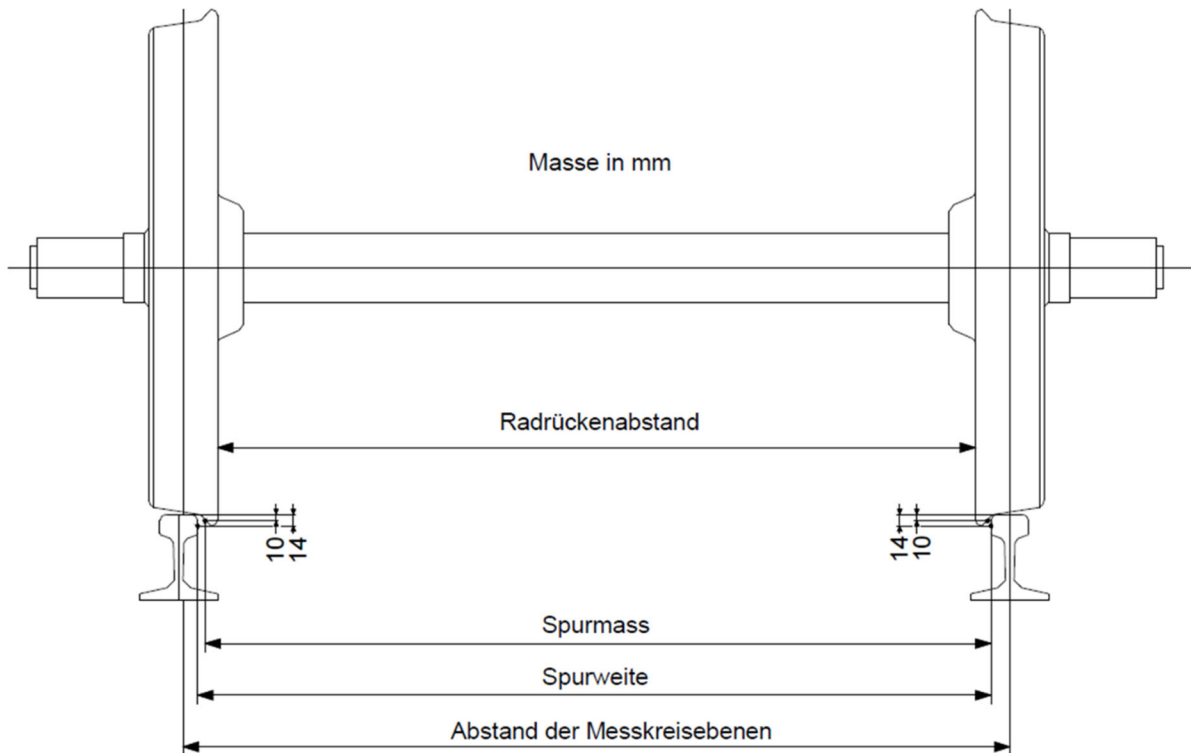 Masse in mm
Radrückenabstand
10
14
14
10
Spurmass
Spurweite
Abstand der Messkreisebenen